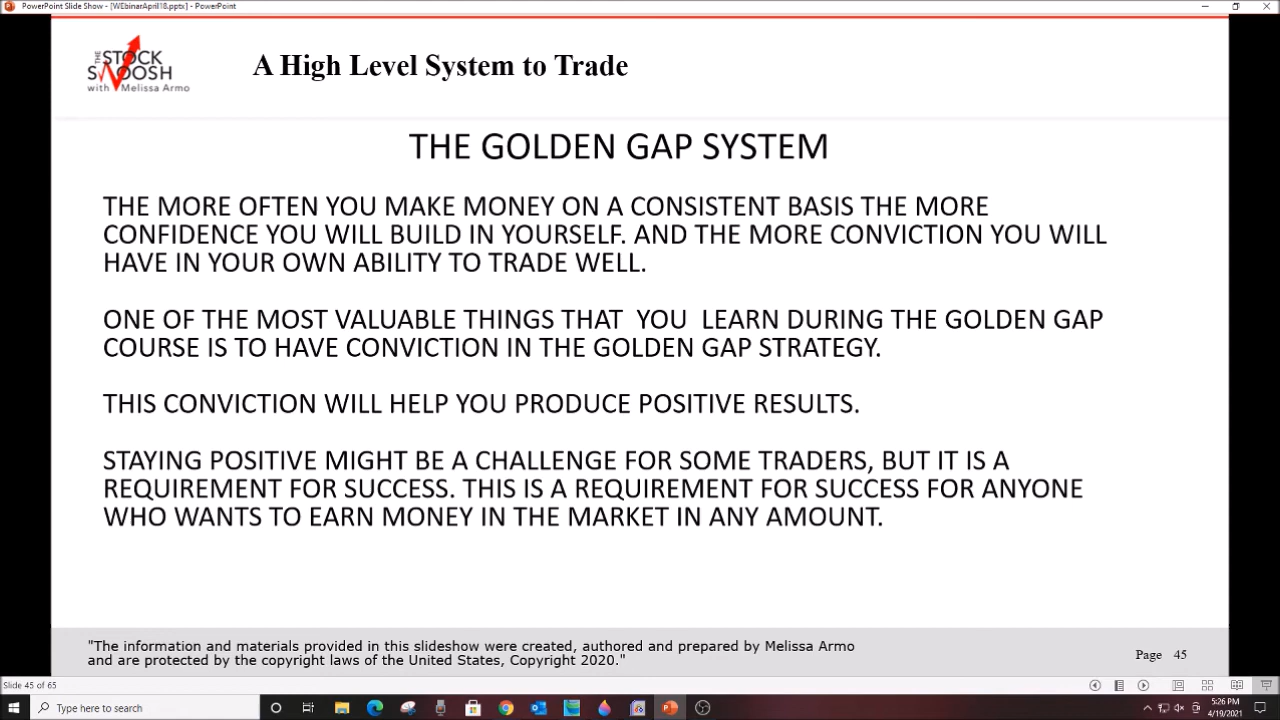 PowerPoint Slide Show - [WEbinarApril18.pptx] - PowerPoint
THE
STOCK
SWOOSH
with Melissa Armo
A High Level System to Trade
THE GOLDEN GAP SYSTEM
THE MORE OFTEN YOU MAKE MONEY ON A CONSISTENT BASIS THE MORE
CONFIDENCE YOU WILL BUILD IN YOURSELF. AND THE MORE CONVICTION YOU WILL
HAVE IN YOUR OWN ABILITY TO TRADE WELL.
ONE OF THE MOST VALUABLE THINGS THAT  YOU  LEARN DURING THE GOLDEN GAP
COURSE IS TO HAVE CONVICTION IN THE GOLDEN GAP STRATEGY.
THIS CONVICTION WILL HELP YOU PRODUCE POSITIVE RESULTS.
STAYING POSITIVE MIGHT BE A CHALLENGE FOR SOME TRADERS, BUT IT IS A
REQUIREMENT FOR SUCCESS. THIS IS A REQUIREMENT FOR SUCCESS FOR ANYONE
WHO WANTS TO EARN MONEY IN THE MARKET IN ANY AMOUNT.
"The information and materials provided in this slideshow were created, authored and prepared by Melissa Armo
and are protected by the copyright laws of the United States, Copyright 2020."
Page 45
Slide 45 of 65
Type here to search
5:26 PM
4/19/2021